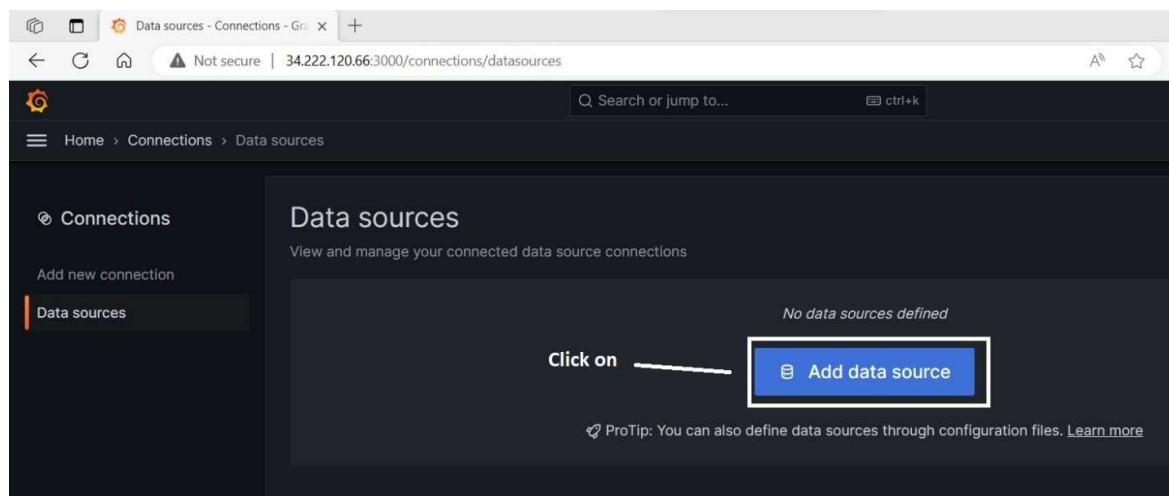 Data sources - Connections - Gra
Not secure | 34.222.120.66:3000/connections/datasources
Search or jump to... ctrl+k
Home > Connections > Data sources
Connections
Add new connection
Data sources
Data sources
View and manage your connected data source connections
No data sources defined
Click on
Add data source
ProTip: You can also define data sources through configuration files. Learn more